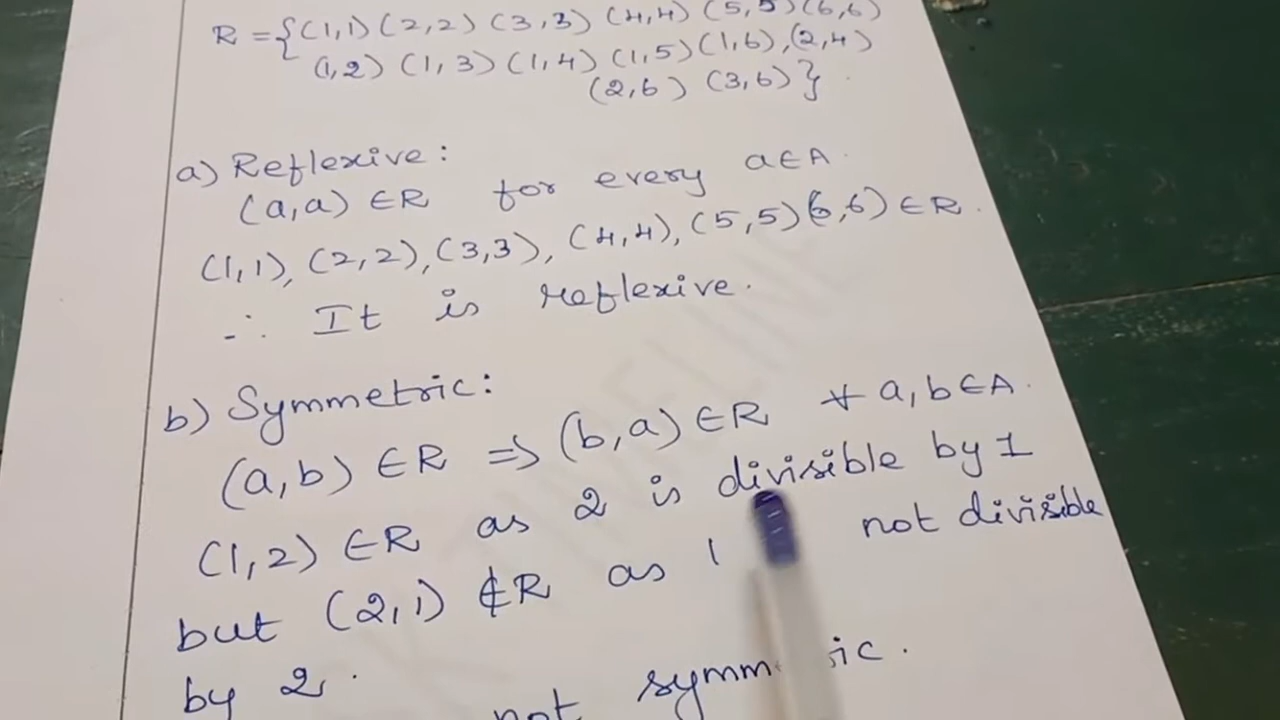 R = {(1,1) (2,2) (3,3) (4,4) (5,5) (6,6)
(1,2) (1,3) (1,4) (1,5) (1,6), (2,4)
(2,6) (3,6)}
a) Reflexive:
(a,a) ∈R for every a∈A.
(1,1), (2,2), (3,3), (4,4), (5,5) (6,6) ∈R.
∴ It is reflexive.
b) Symmetric:
(a,b) ∈R ⇒ (b,a) ∈R ∀ a,b∈A.
(1,2) ∈R as 2 is divisible by 1
but (2,1) ∉R as 1 not divisible
by 2.
not symmetric.